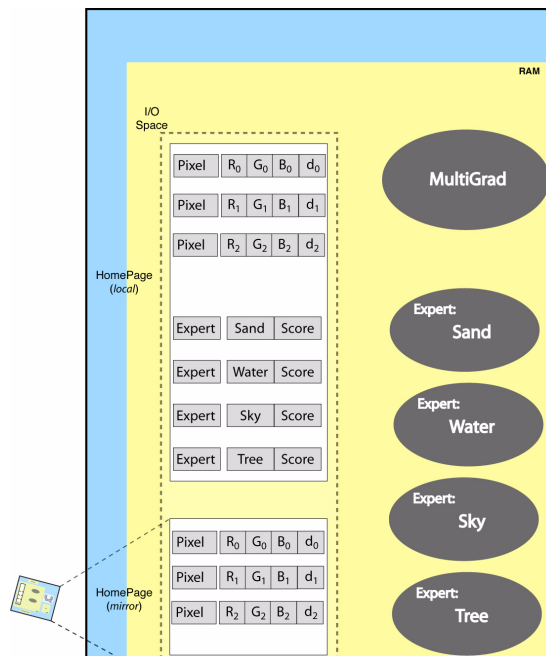 RAM
I/O
Space
Pixel R₀ G₀ B₀ d₀
MultiGrad
Pixel R₁ G₁ B₁ d₁
Pixel R₂ G₂ B₂ d₂
HomePage
(local)
Expert Sand Score
Expert:
Sand
Expert Water Score
Expert:
Water
Expert Sky Score
Expert Tree Score
Expert:
Sky
Pixel R₀ G₀ B₀ d₀
Pixel R₁ G₁ B₁ d₁
HomePage
(mirror)
Pixel R₂ G₂ B₂ d₂
Expert:
Tree